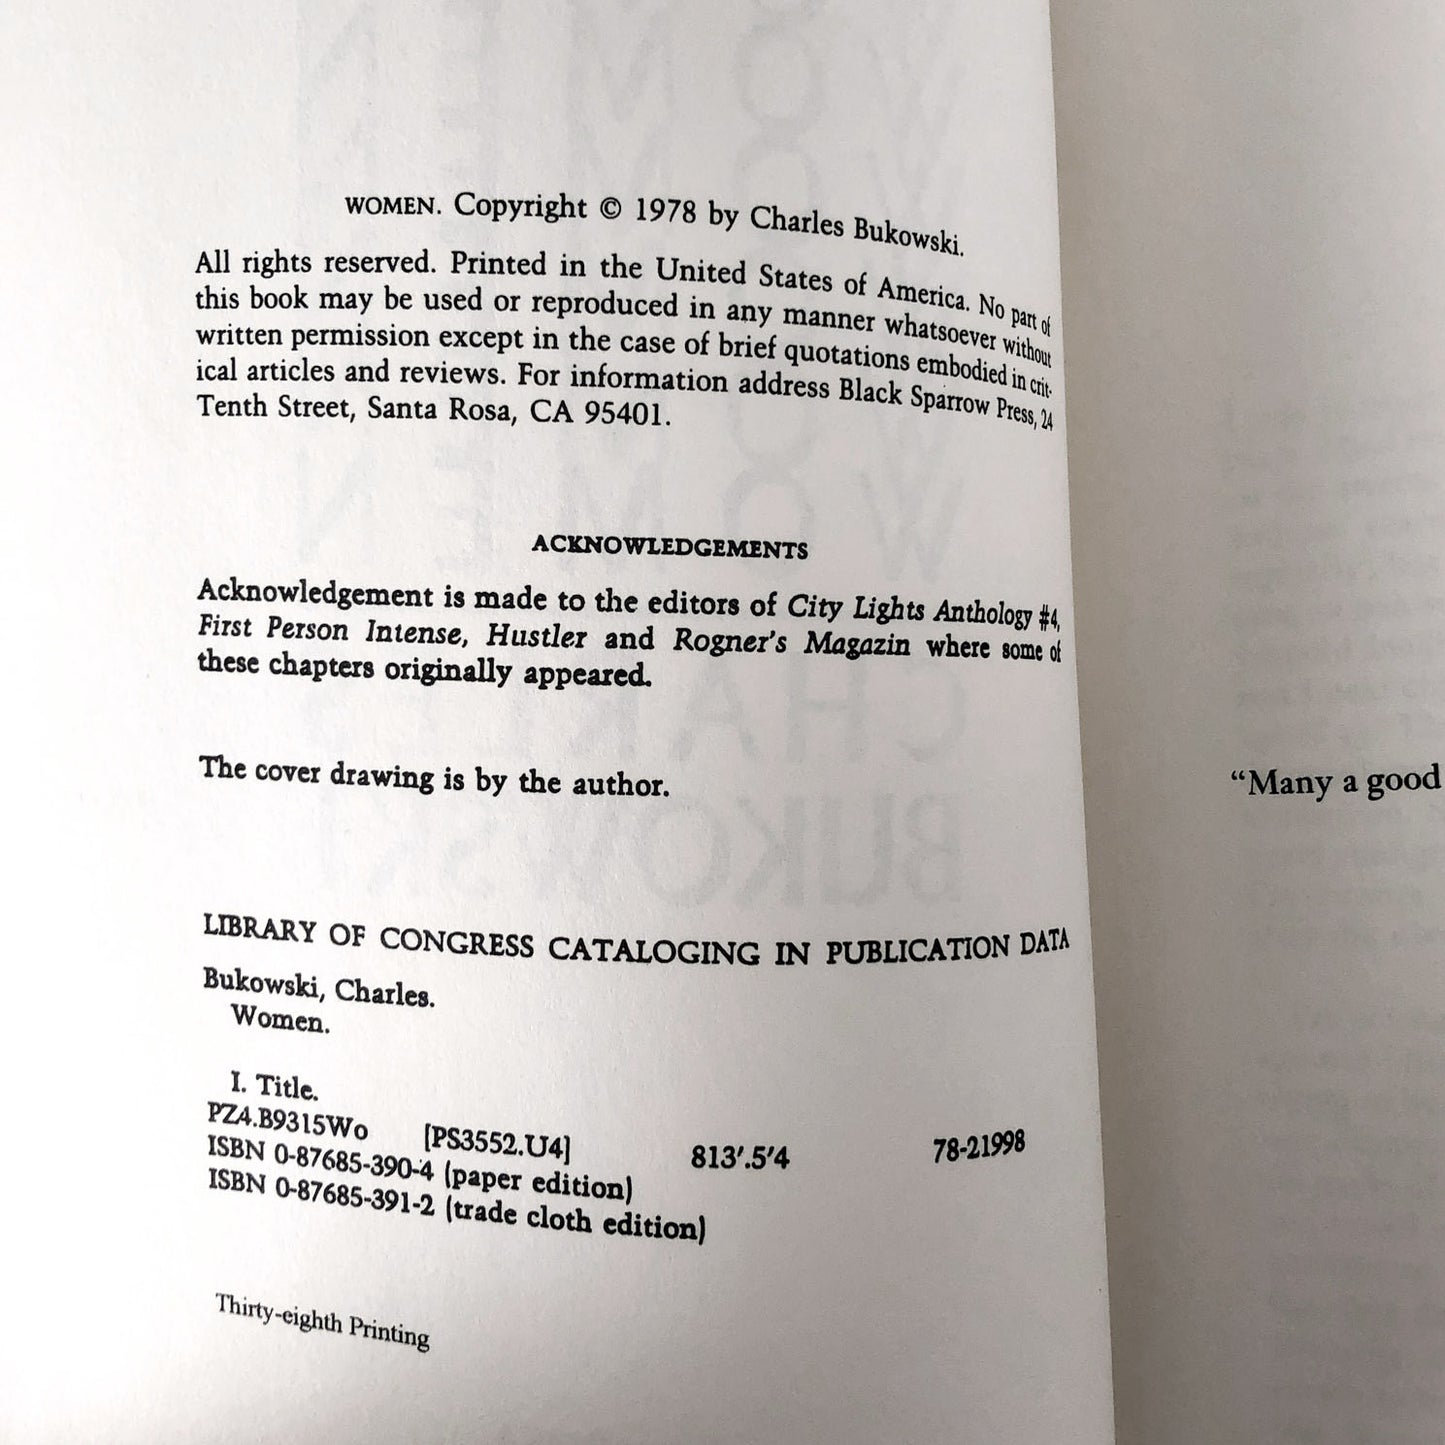 WOMEN. Copyright © 1978 by Charles Bukowski.
All rights reserved. Printed in the United States of America. No part of
this book may be used or reproduced in any manner whatsoever without
written permission except in the case of brief quotations embodied in crit-
ical articles and reviews. For information address Black Sparrow Press, 24
Tenth Street, Santa Rosa, CA 95401.
ACKNOWLEDGEMENTS
Acknowledgement is made to the editors of City Lights Anthology #4,
First Person Intense, Hustler and Rogner's Magazin where some of
these chapters originally appeared.
The cover drawing is by the author.
LIBRARY OF CONGRESS CATALOGING IN PUBLICATION DATA
Bukowski, Charles.
Women.
I. Title.
PZ4.B9315Wo [PS3552.U4] 813'.5'4 78-21998
ISBN 0-87685-390-4 (paper edition)
ISBN 0-87685-391-2 (trade cloth edition)
Thirty-eighth Printing
“Many a good